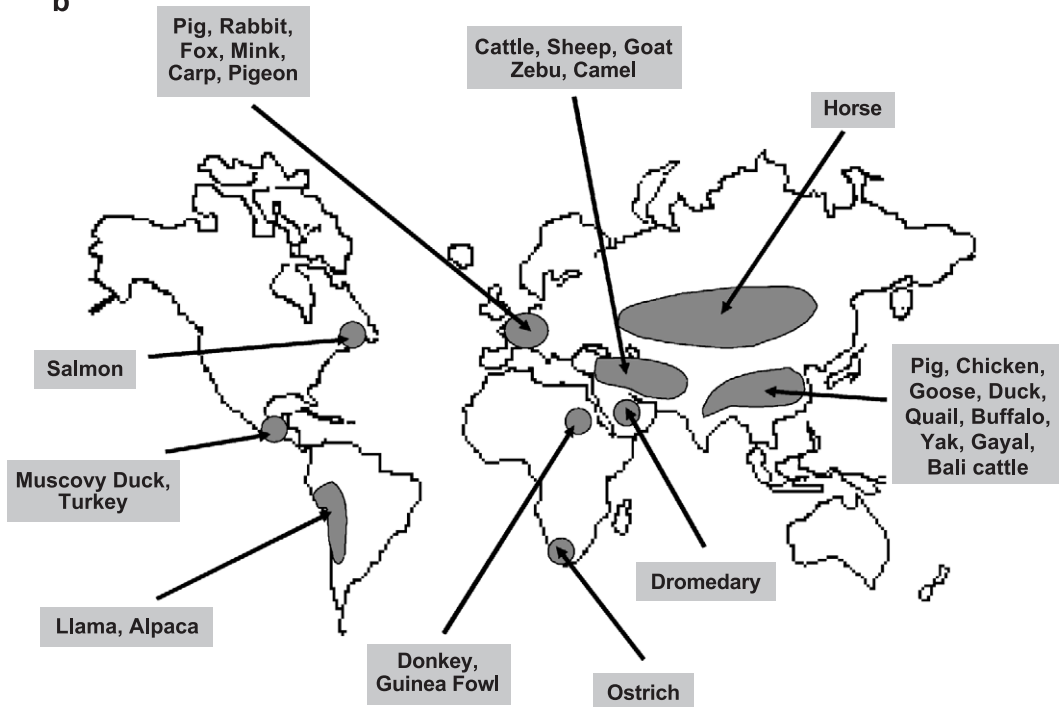 b
Pig, Rabbit,
Fox, Mink,
Carp, Pigeon
Cattle, Sheep, Goat
Zebu, Camel
Horse
Salmon
Pig, Chicken,
Goose, Duck,
Quail, Buffalo,
Yak, Gayal,
Bali cattle
Muscovy Duck,
Turkey
Dromedary
Llama, Alpaca
Donkey,
Guinea Fowl
Ostrich